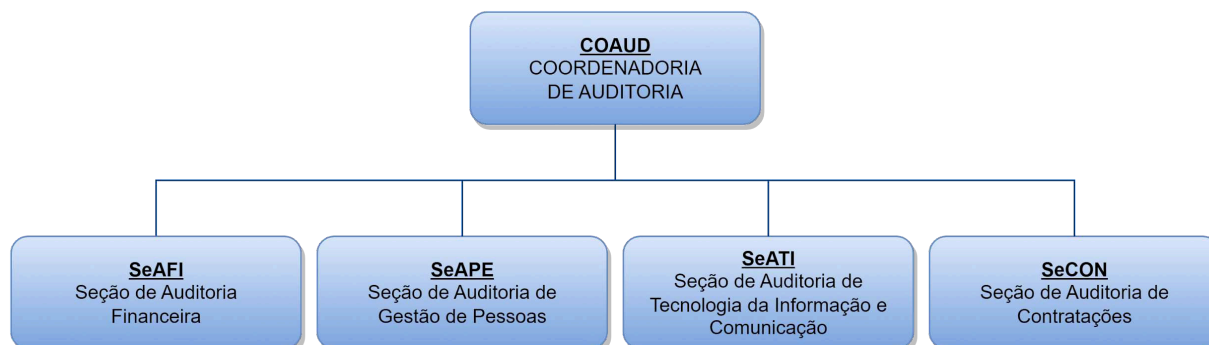 COAUD
COORDENADORIA
DE AUDITORIA
SeAFI
Seção de Auditoria
Financeira
SeAPE
Seção de Auditoria de
Gestão de Pessoas
SeATI
Seção de Auditoria de
Tecnologia da Informação e
Comunicação
SeCON
Seção de Auditoria de
Contratações